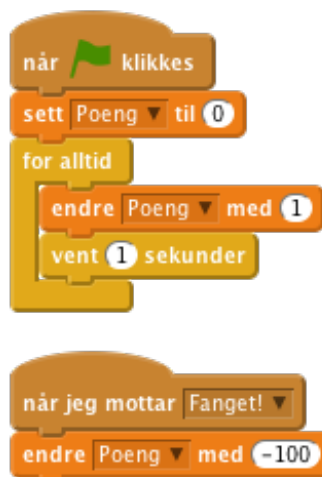 når klikkes
sett Poeng til 0
for alltid
endre Poeng med 1
vent 1 sekunder
når jeg mottar Fanget!
endre Poeng med -100